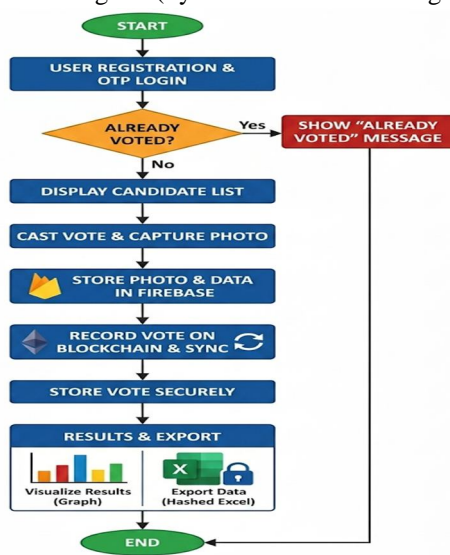 START
USER REGISTRATION &
OTP LOGIN
ALREADY
VOTED?
Yes
SHOW “ALREADY
VOTED” MESSAGE
No
DISPLAY CANDIDATE LIST
CAST VOTE & CAPTURE PHOTO
STORE PHOTO & DATA
IN FIREBASE
RECORD VOTE ON
BLOCKCHAIN & SYNC
STORE VOTE SECURELY
RESULTS & EXPORT
X
Visualize Results
(Graph)
Export Data
(Hashed Excel)
END